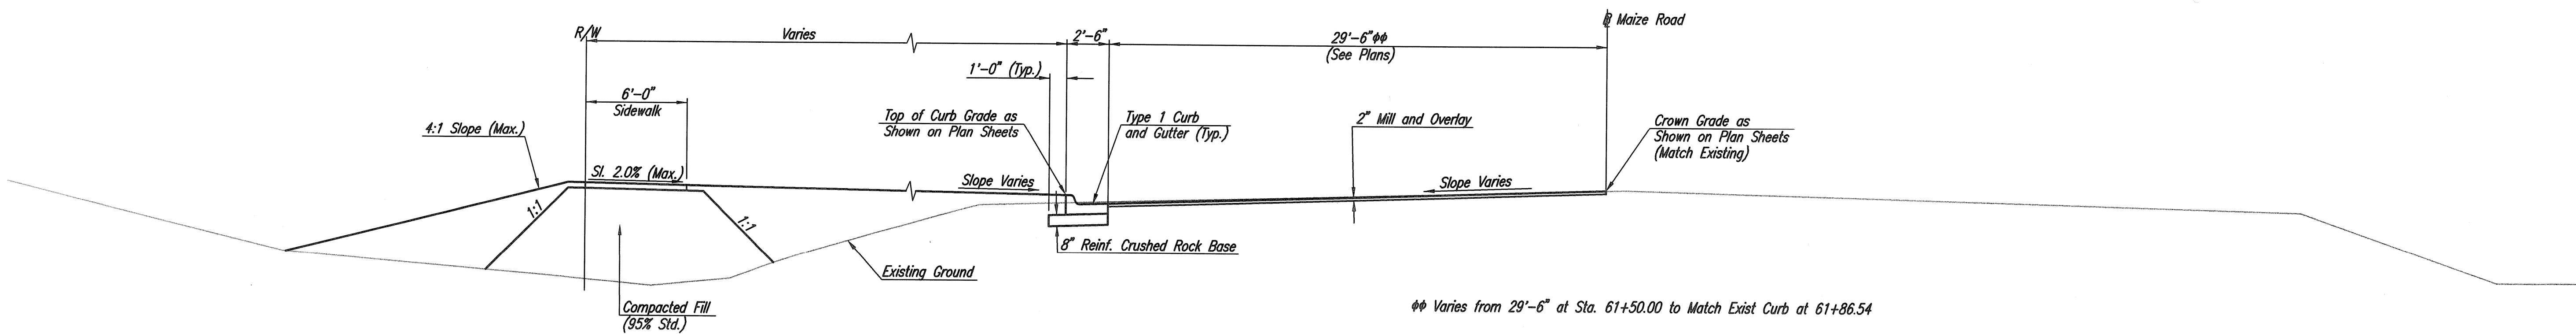 ℄ Maize Road
R/W
Varies
2'-6"
29'-6"ϕϕ
(See Plans)
1'-0" (Typ.)
6'-0"
Sidewalk
4:1 Slope (Max.)
Top of Curb Grade as
Shown on Plan Sheets
Type 1 Curb
and Gutter (Typ.)
2" Mill and Overlay
Crown Grade as
Shown on Plan Sheets
(Match Existing)
Sl. 2.0% (Max.)
Slope Varies
Slope Varies
1:1
1:1
8" Reinf. Crushed Rock Base
Existing Ground
Compacted Fill
(95% Std.)
ϕϕ Varies from 29'-6" at Sta. 61+50.00 to Match Exist Curb at 61+86.54